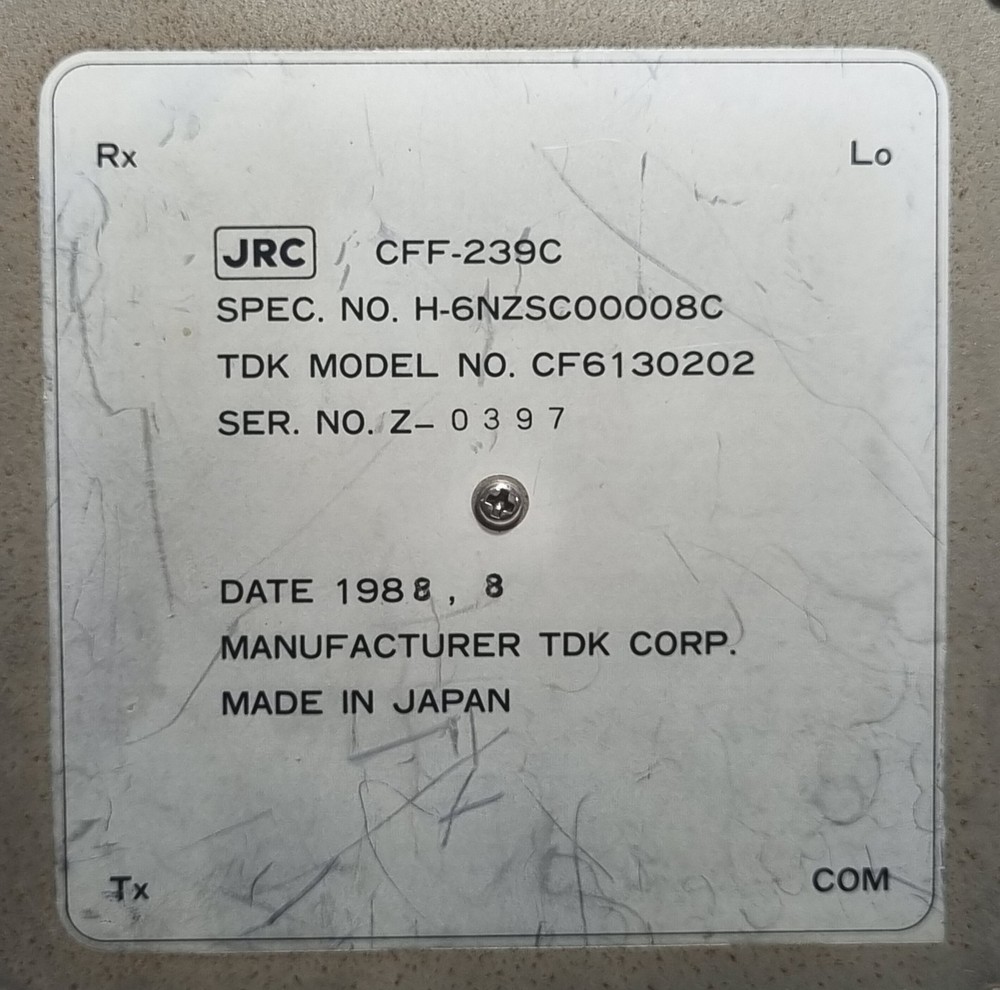 Rx Lo
JRC CFF-239C
SPEC. NO. H-6NZSC00008C
TDK MODEL NO. CF6130202
SER. NO. Z- 0397
DATE 1988, 8
MANUFACTURER TDK CORP.
MADE IN JAPAN
Tx COM